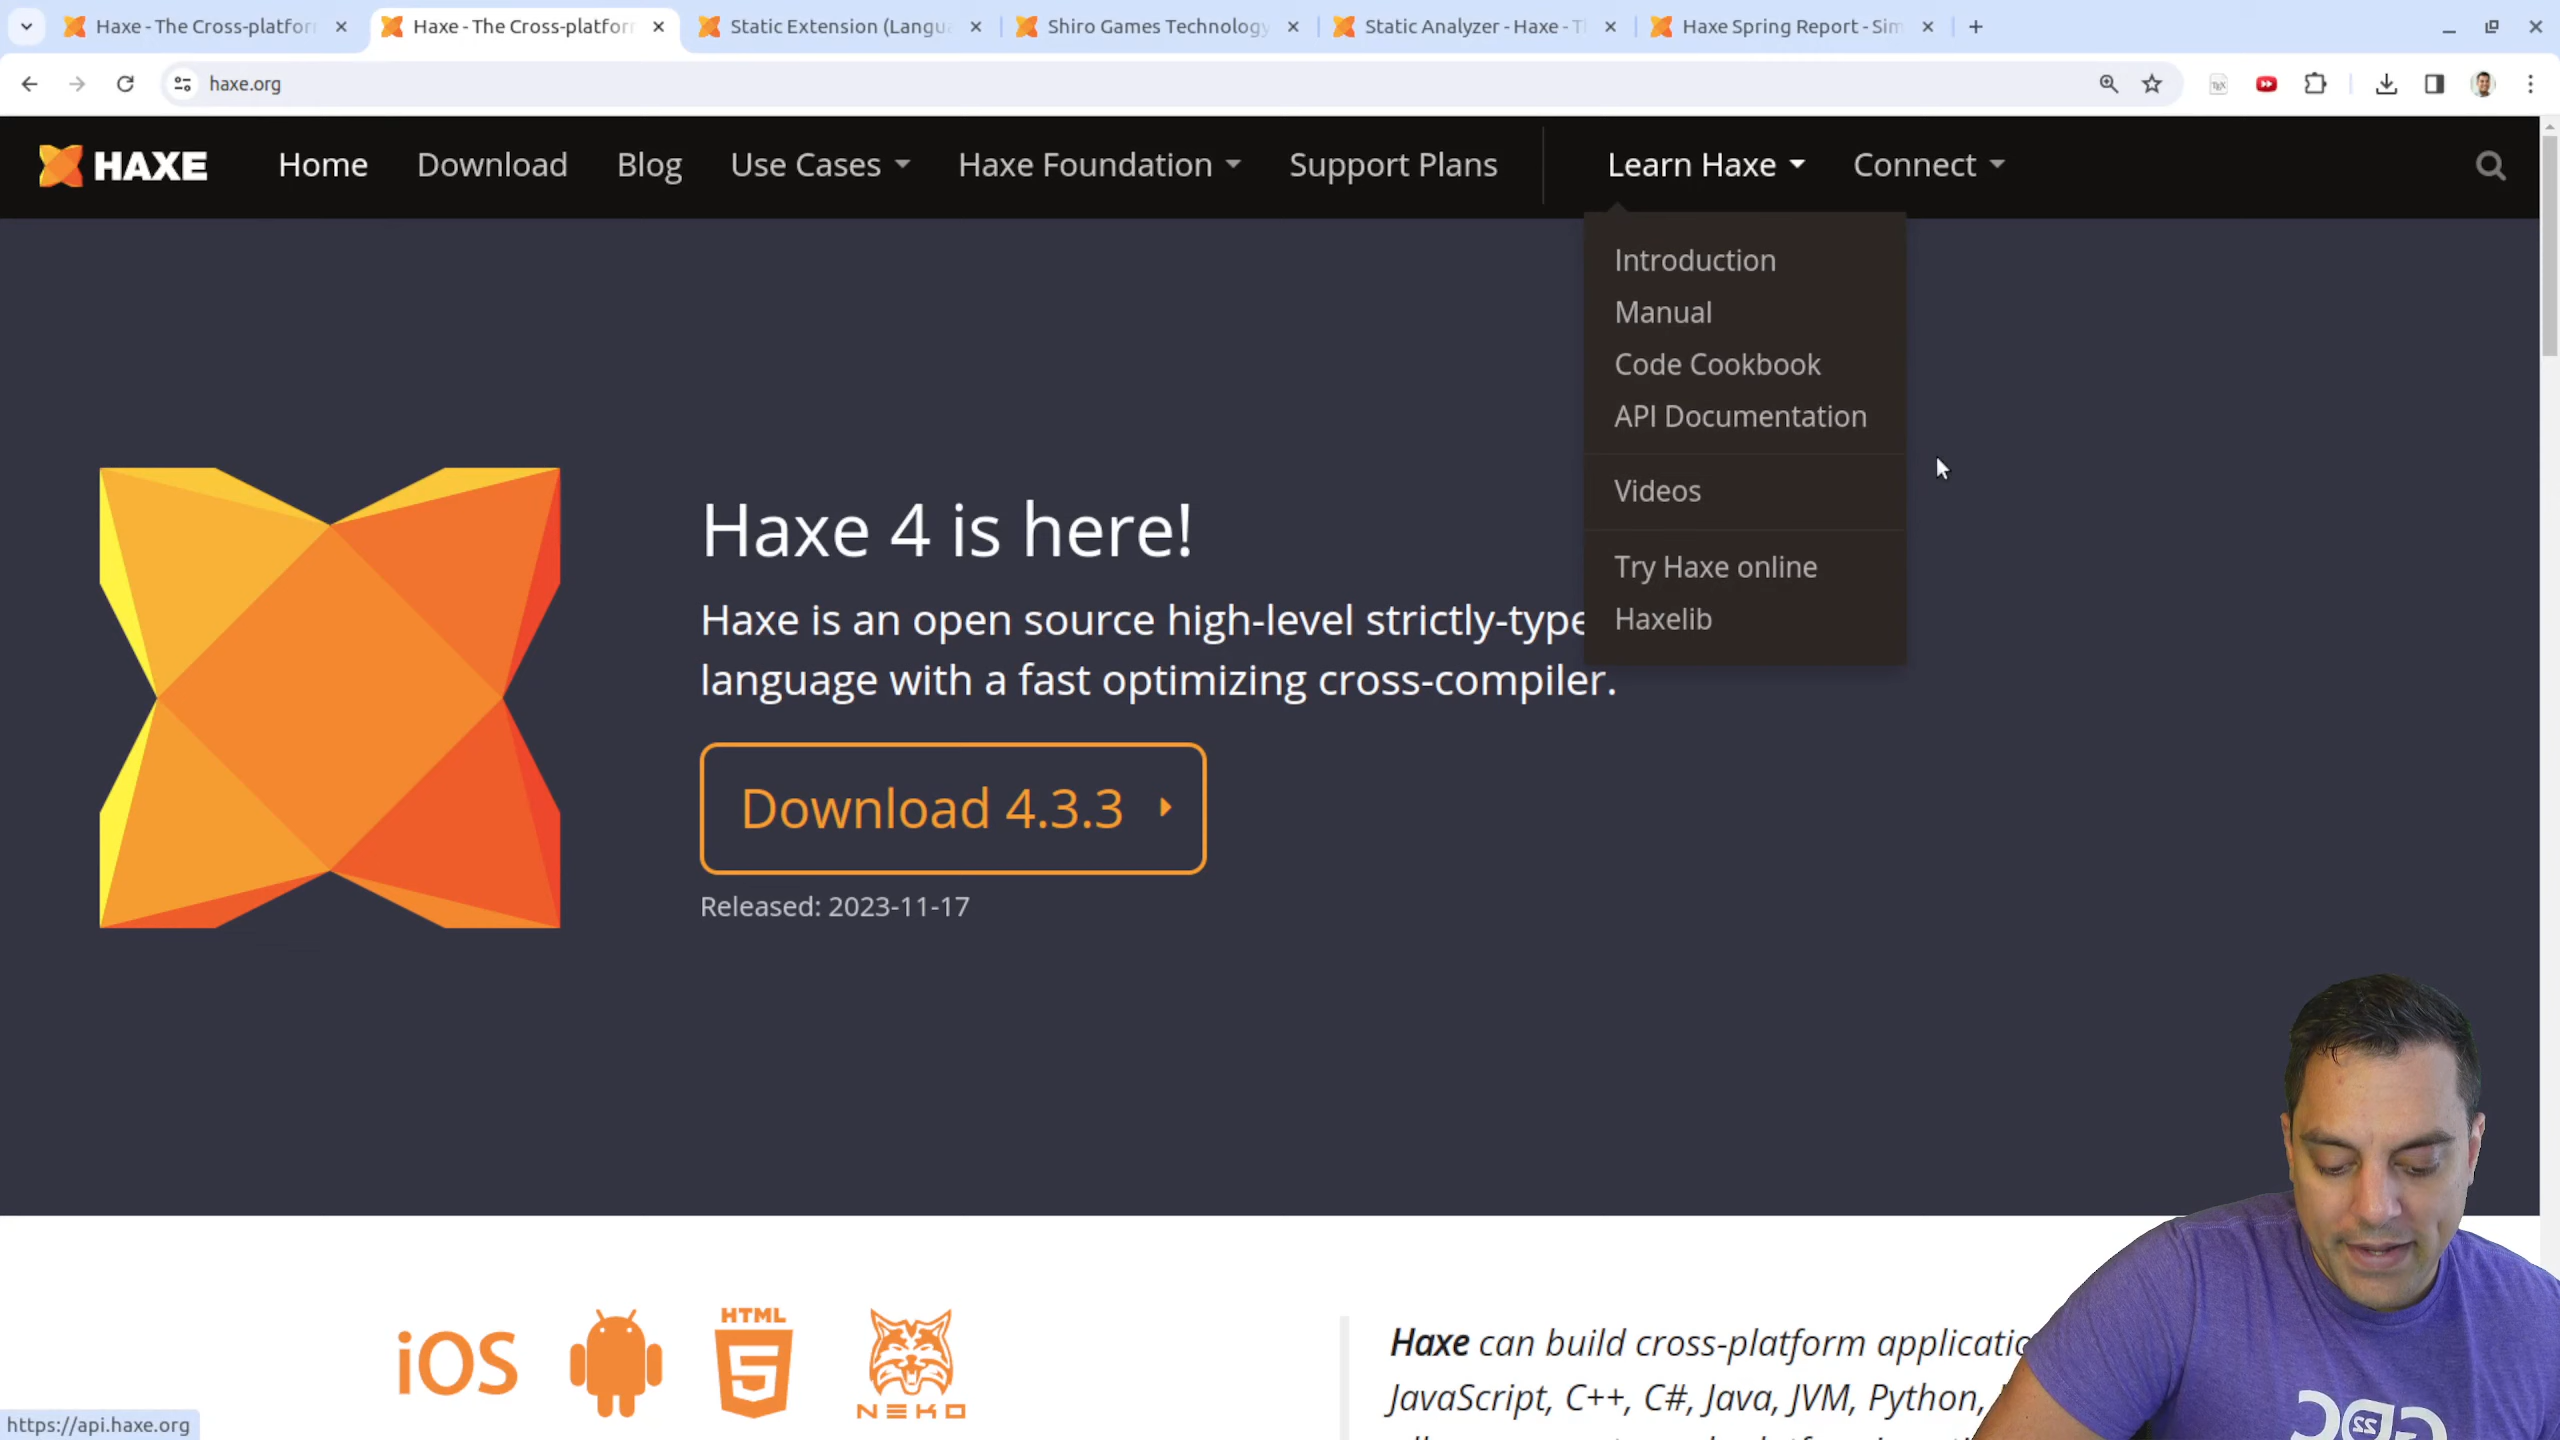 Haxe - The Cross-platfor
Haxe - The Cross-platfor
Static Extension (Langua
Shiro Games Technology
Static Analyzer - Haxe - T
Haxe Spring Report - Sim
haxe.org
HAXE
Home
Download
Blog
Use Cases
Haxe Foundation
Support Plans
Learn Haxe
Connect
Introduction
Manual
Code Cookbook
API Documentation
Videos
Try Haxe online
Haxelib
Haxe 4 is here!
Haxe is an open source high-level strictly-type
language with a fast optimizing cross-compiler.
Download 4.3.3
Released: 2023-11-17
iOS
HTML
5
NEKO
Haxe can build cross-platform applicatio
JavaScript, C++, C#, Java, JVM, Python,
https://api.haxe.org
GDC
22